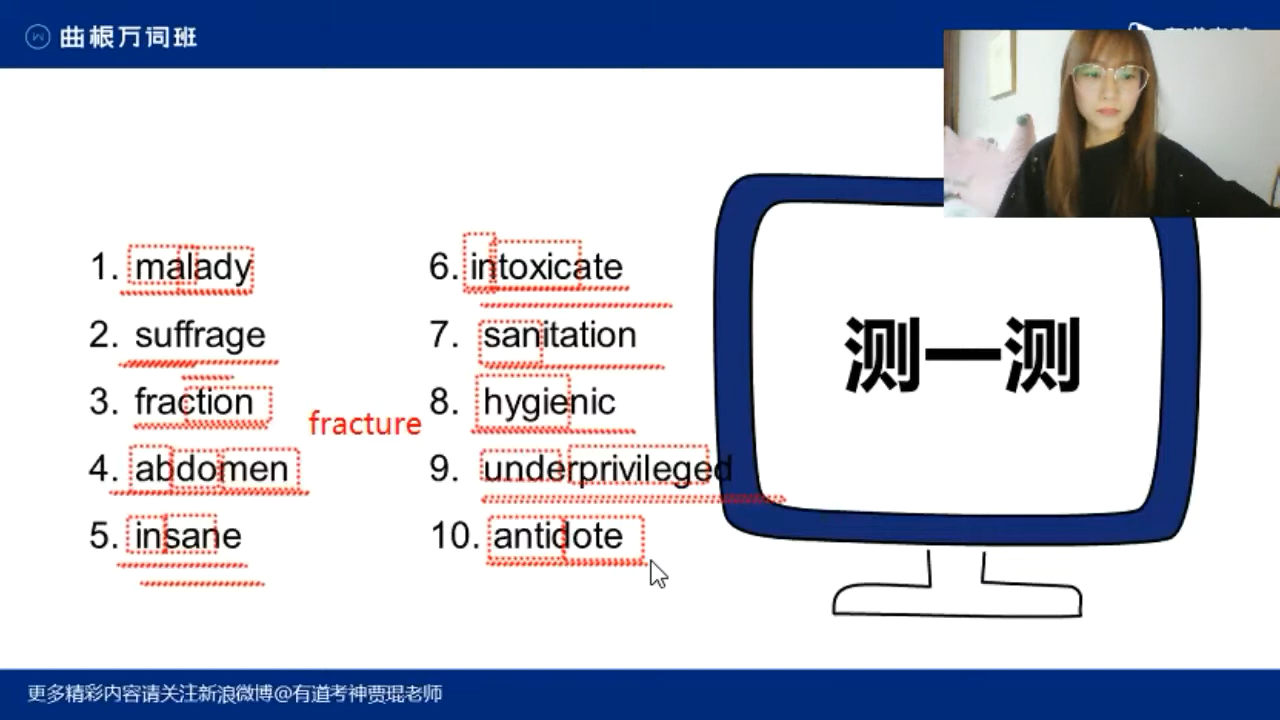 曲根万词班
1. malady
2. suffrage
3. fraction
fracture
4. abdomen
5. insane
6. intoxicate
7. sanitation
8. hygienic
9. underprivileged
10. antidote
测一测
更多精彩内容请关注新浪微博@有道考神贾琨老师